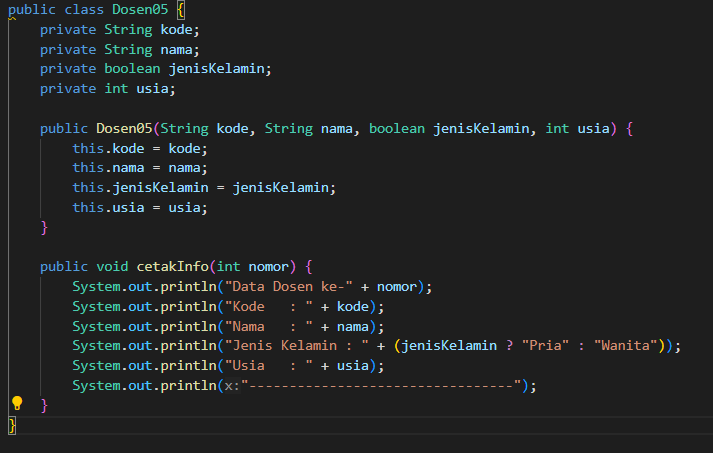 public class Dosen05 {
    private String kode;
    private String nama;
    private boolean jenisKelamin;
    private int usia;

    public Dosen05(String kode, String nama, boolean jenisKelamin, int usia) {
        this.kode = kode;
        this.nama = nama;
        this.jenisKelamin = jenisKelamin;
        this.usia = usia;
    }

    public void cetakInfo(int nomor) {
        System.out.println("Data Dosen ke-" + nomor);
        System.out.println("Kode   : " + kode);
        System.out.println("Nama   : " + nama);
        System.out.println("Jenis Kelamin : " + (jenisKelamin ? "Pria" : "Wanita"));
        System.out.println("Usia   : " + usia);
        System.out.println(x:"---------------------------------");
    }
}